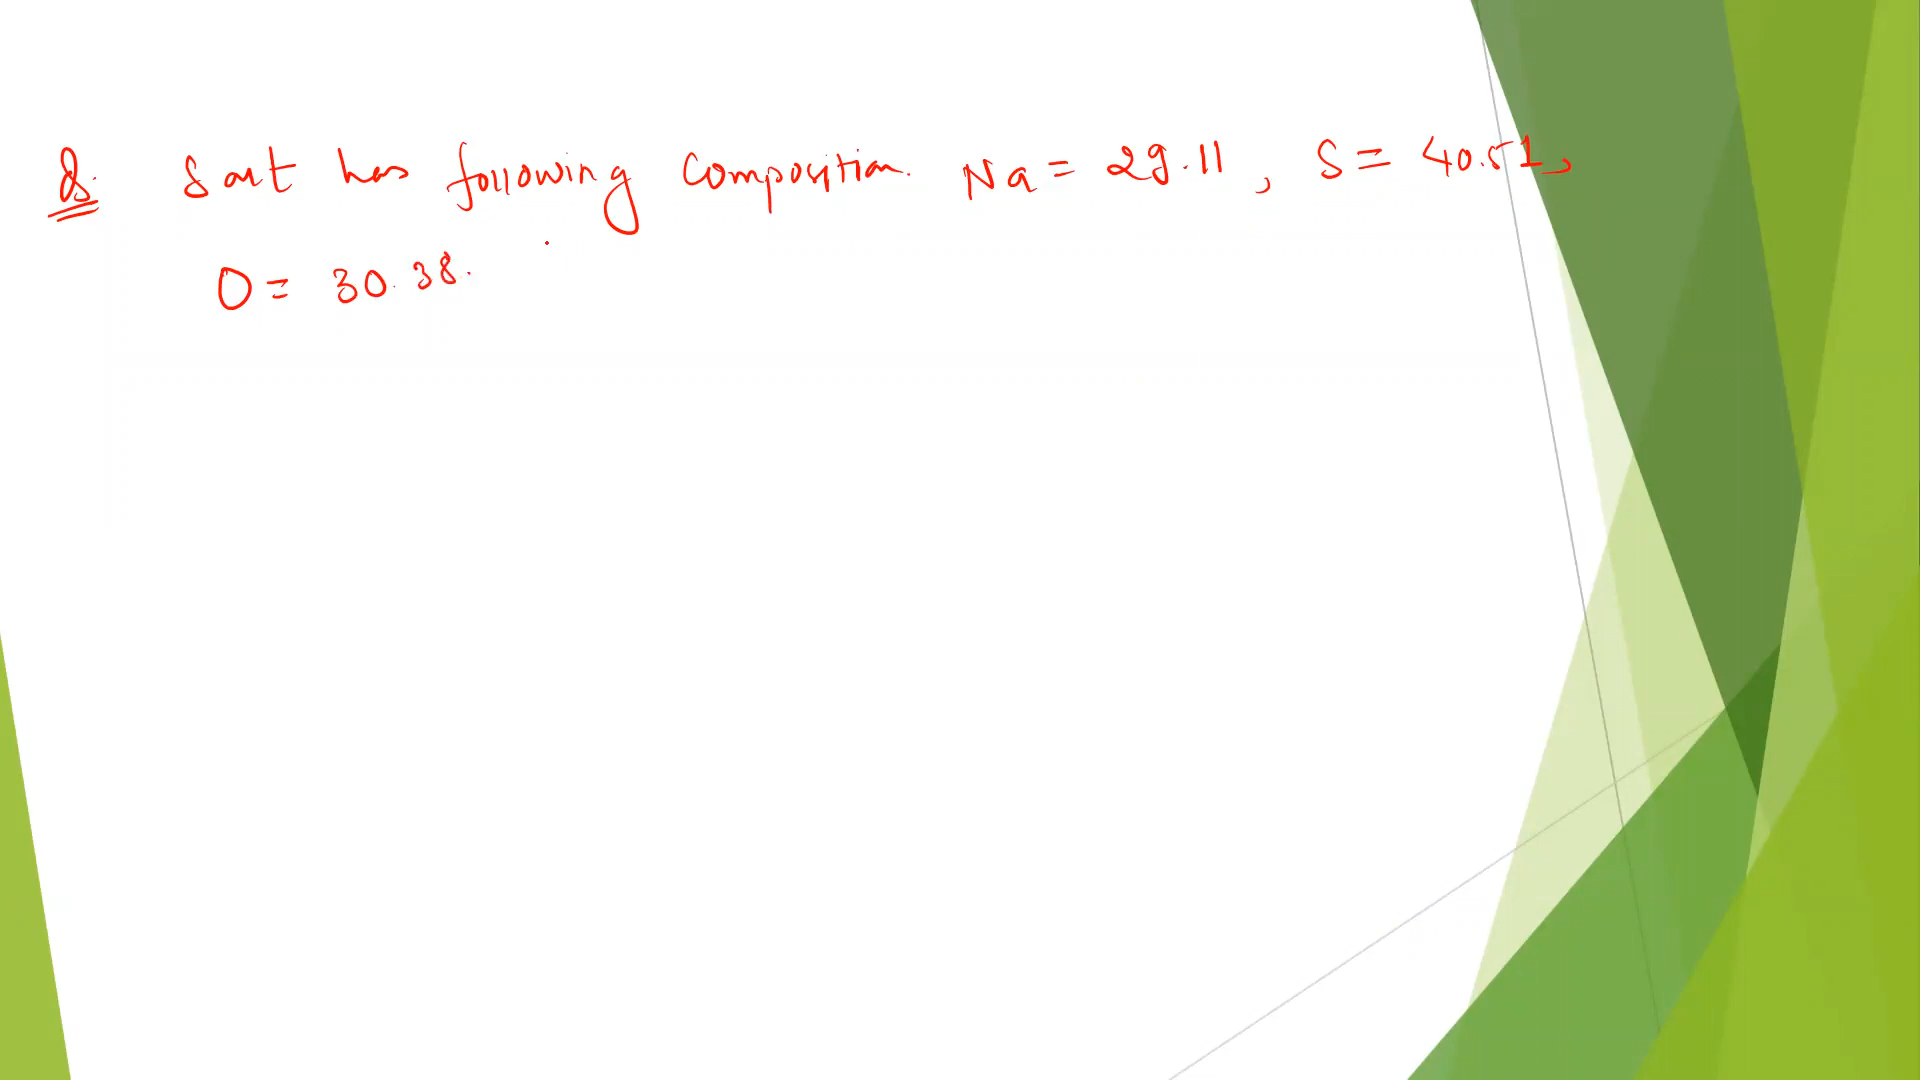 Q. Salt has following composition. Na = 29.11, S = 40.51,
O = 30.38.